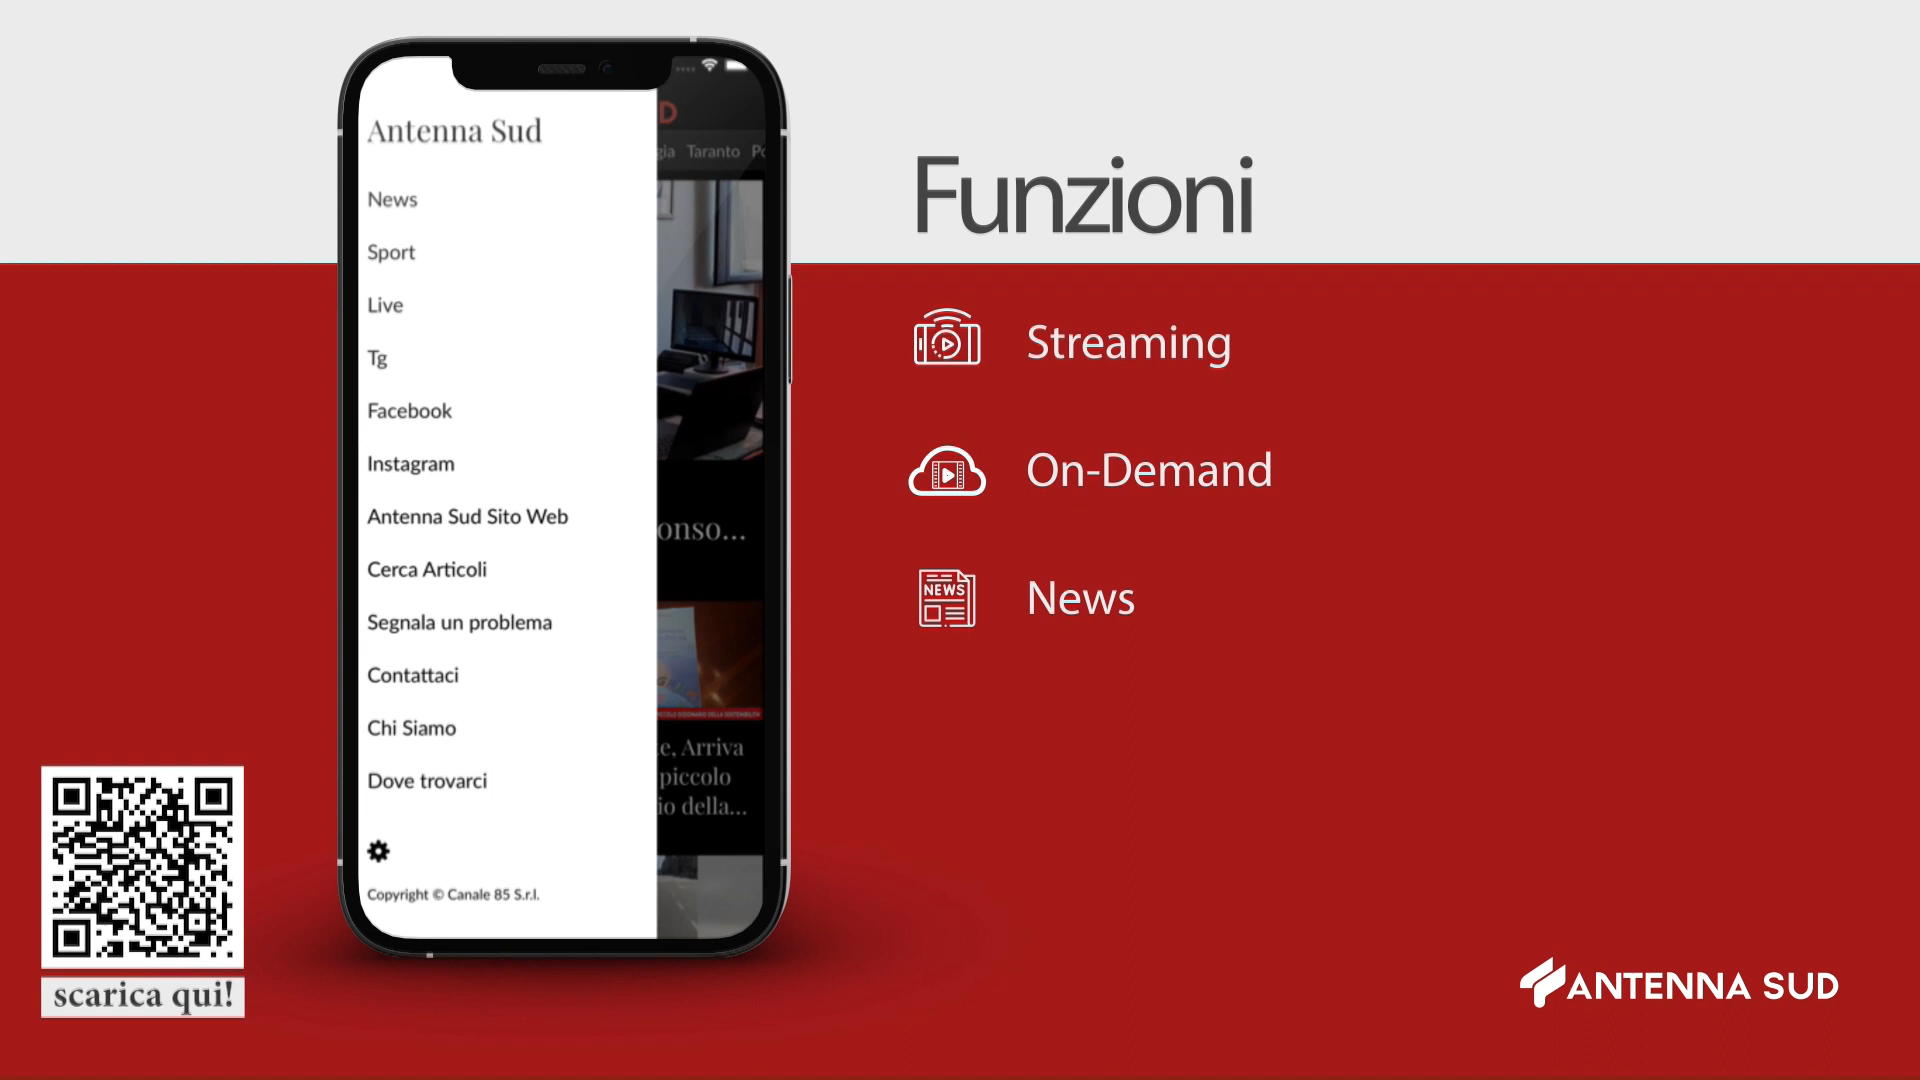 Antenna Sud
News
Sport
Live
Tg
Facebook
Instagram
Antenna Sud Sito Web
Cerca Articoli
Segnala un problema
Contattaci
Chi Siamo
Dove trovarci
Copyright © Canale 85 S.r.l.
D
gia Taranto Po
onso...
e, Arriva
piccolo
io della...
Funzioni
Streaming
On-Demand
NEWS
News
scarica qui!
ANTENNA SUD